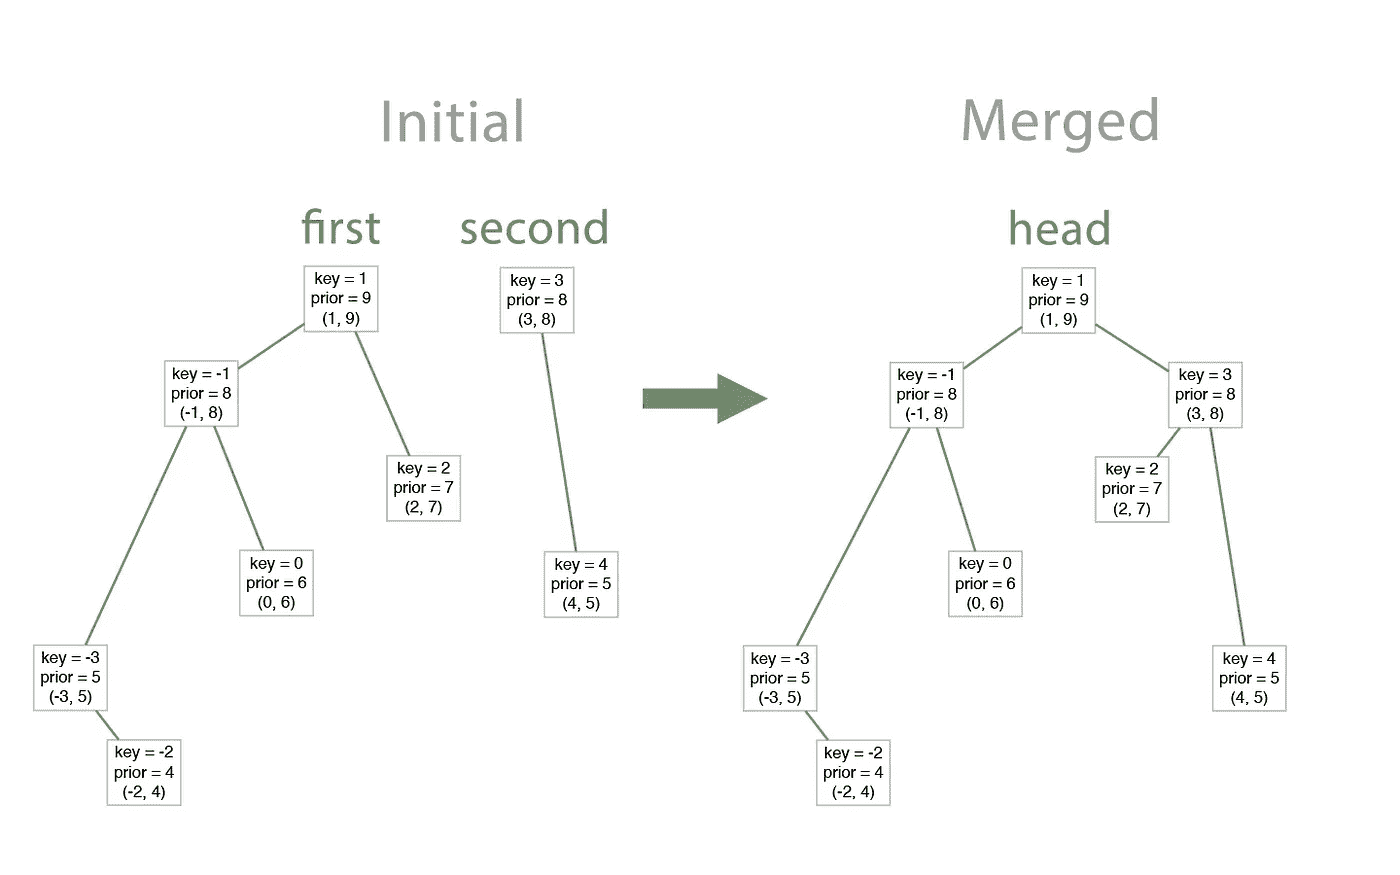 Initial
Merged
first
second
head
key = 1
prior = 9
(1, 9)
key = 3
prior = 8
(3, 8)
key = -1
prior = 8
(-1, 8)
key = 2
prior = 7
(2, 7)
key = 0
prior = 6
(0, 6)
key = 4
prior = 5
(4, 5)
key = -3
prior = 5
(-3, 5)
key = -2
prior = 4
(-2, 4)
key = 1
prior = 9
(1, 9)
key = -1
prior = 8
(-1, 8)
key = 3
prior = 8
(3, 8)
key = 2
prior = 7
(2, 7)
key = 0
prior = 6
(0, 6)
key = -3
prior = 5
(-3, 5)
key = 4
prior = 5
(4, 5)
key = -2
prior = 4
(-2, 4)